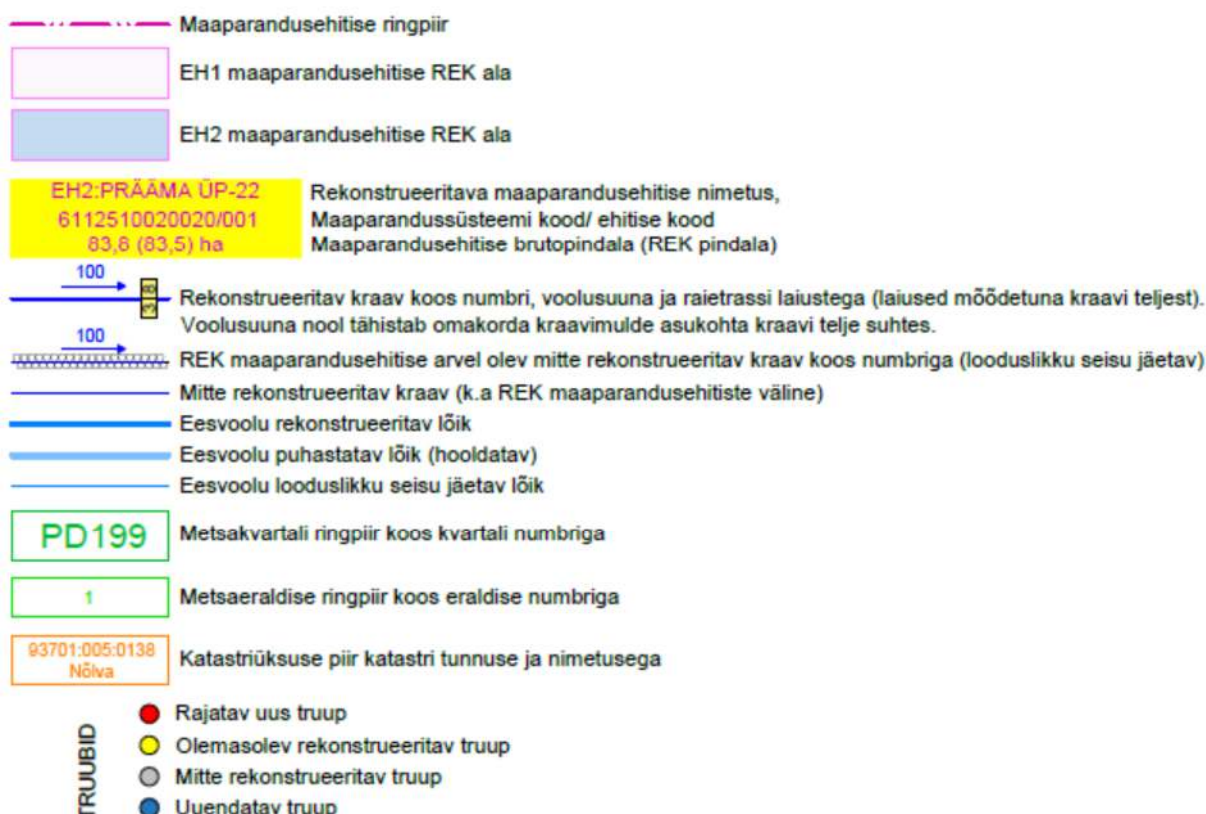 Maaparandusehitise ringpiir
EH1 maaparandusehitise REK ala
EH2 maaparandusehitise REK ala
EH2:PRÄÄMA ÜP-22
6112510020020/001
83,8 (83,5) ha
Rekonstrueeritava maaparandusehitise nimetus,
Maaparandussüsteemi kood/ ehitise kood
Maaparandusehitise brutopindala (REK pindala)
100
Rekonstrueeritav kraav koos numbri, voolusuuna ja raietrassi laiustega (laiused mõõdetuna kraavi teljest).
Voolusuuna nool tähistab omakorda kraavimulde asukohta kraavi telje suhtes.
100
REK maaparandusehitise arvel olev mitte rekonstrueeritav kraav koos numbriga (looduslikku seisu jäetav)
Mitte rekonstrueeritav kraav (k.a REK maaparandusehitiste väline)
Eesvoolu rekonstrueeritav lõik
Eesvoolu puhastatav lõik (hooldatav)
Eesvoolu looduslikku seisu jäetav lõik
PD199
Metsakvartali ringpiir koos kvartali numbriga
1
Metsaeraldise ringpiir koos eraldise numbriga
93701:005:0138
Nõlva
Katastriüksuse piir katastri tunnuse ja nimetusega
TRUUBID
Rajatav uus truup
Olemasolev rekonstrueeritav truup
Mitte rekonstrueeritav truup
Uuendatav truup